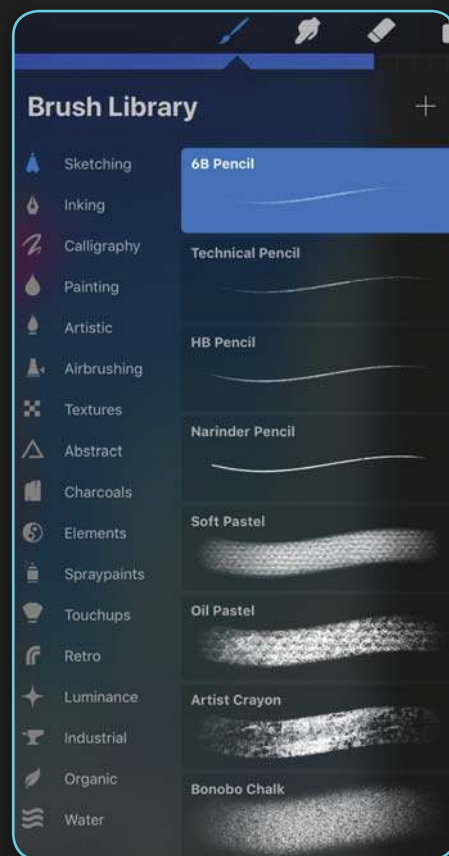 Brush Library
Sketching
Inking
Calligraphy
Painting
Artistic
Airbrushing
Textures
Abstract
Charcoals
Elements
Spraypaints
Touchups
Retro
Luminance
Industrial
Organic
Water
6B Pencil
Technical Pencil
HB Pencil
Narinder Pencil
Soft Pastel
Oil Pastel
Artist Crayon
Bonobo Chalk